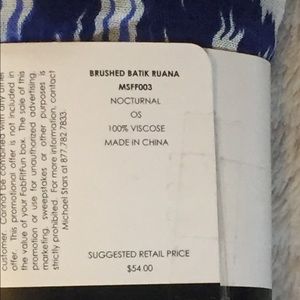 BRUSHED BATIK RUANA
MSFF003
NOCTURNAL
OS
100% VISCOSE
MADE IN CHINA
SUGGESTED RETAIL PRICE
$54.00
customer. Cannot be combined with any other
offer. This promotional offer is not included in
the value of your FabFitFun box. The sale of this
promotion or use for unauthorized advertising,
marketing, sweepstakes or other purposes is
strictly prohibited. For more information, contact
Michael Stars at 877.782.7833.